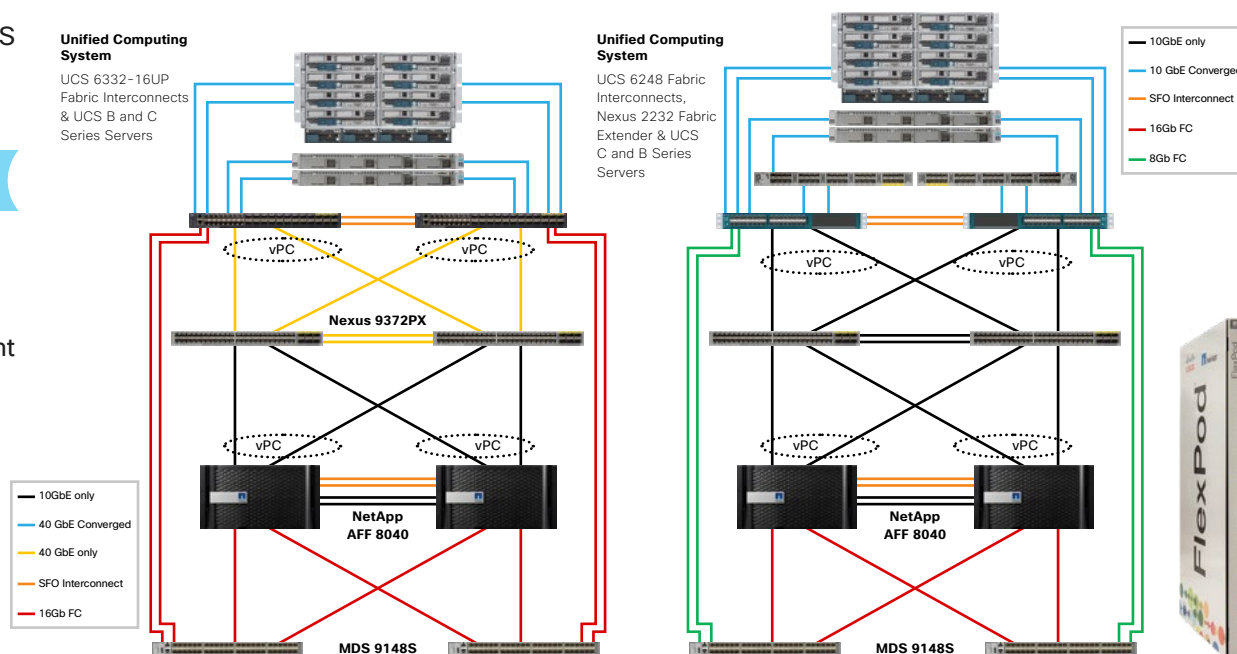 S
nt
Unified Computing
System
UCS 6332-16UP
Fabric Interconnects
& UCS B and C
Series Servers
vPC
vPC
Nexus 9372PX
vPC
vPC
NetApp
AFF 8040
MDS 9148S
10GbE only
40 GbE Converged
40 GbE only
SFO Interconnect
16Gb FC
Unified Computing
System
UCS 6248 Fabric
Interconnects,
Nexus 2232 Fabric
Extender & UCS
C and B Series
Servers
vPC
vPC
vPC
vPC
NetApp
AFF 8040
MDS 9148S
10GbE only
10 GbE Converged
SFO Interconnect
16Gb FC
8Gb FC
FlexPod
FlexPod